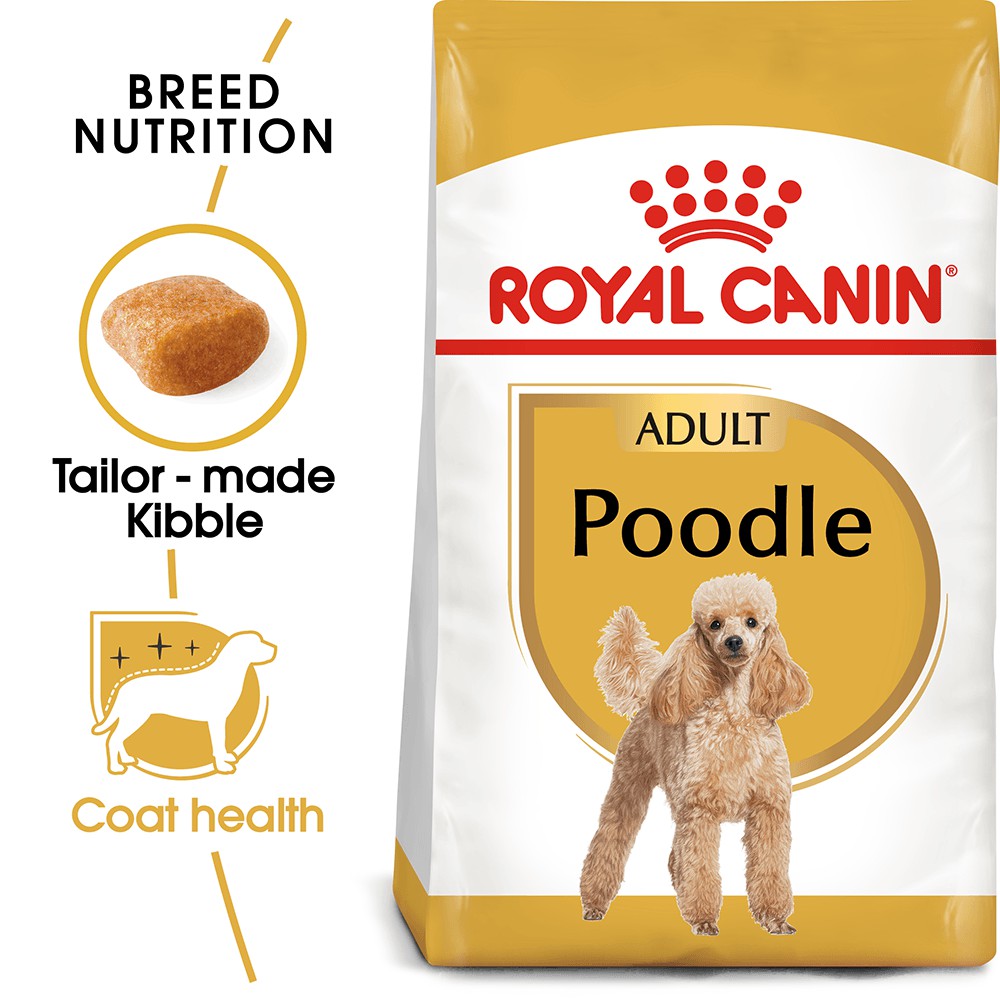 BREED
NUTRITION
Tailor - made
Kibble
Coat health
ROYAL CANIN®
ADULT
Poodle